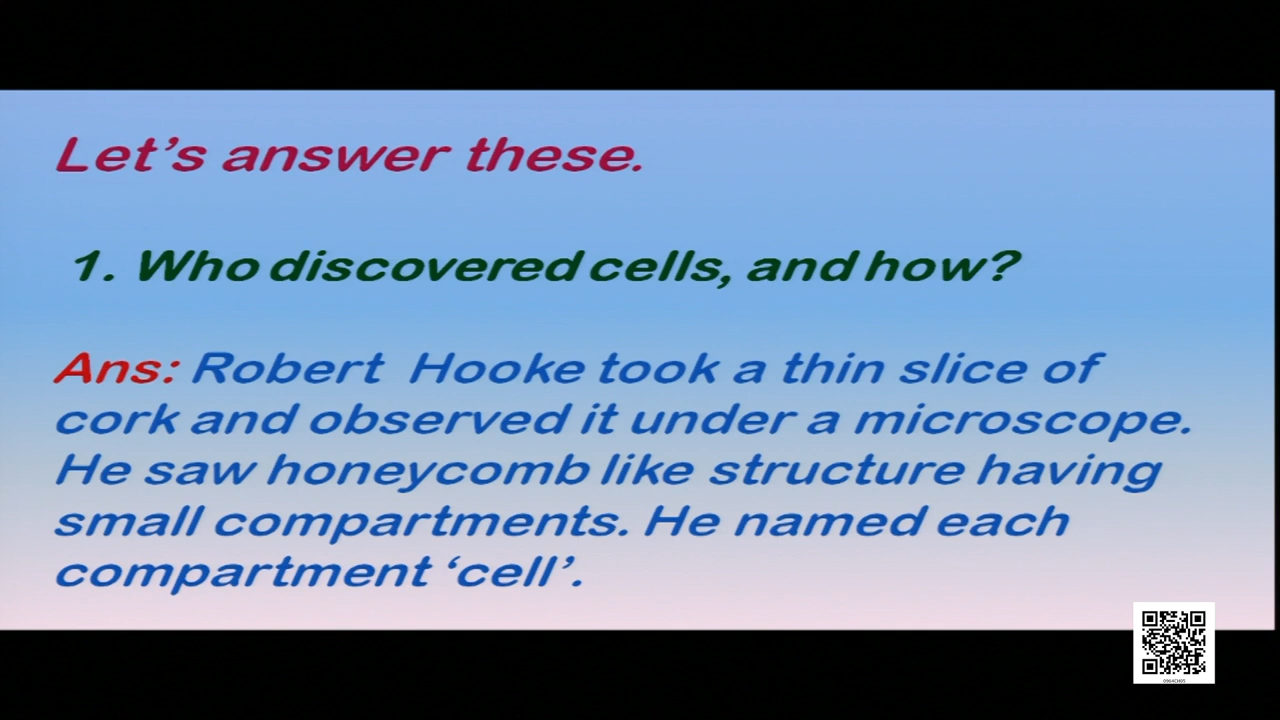 Let's answer these.
1. Who discovered cells, and how?
Ans: Robert Hooke took a thin slice of
cork and observed it under a microscope.
He saw honeycomb like structure having
small compartments. He named each
compartment ‘cell’.